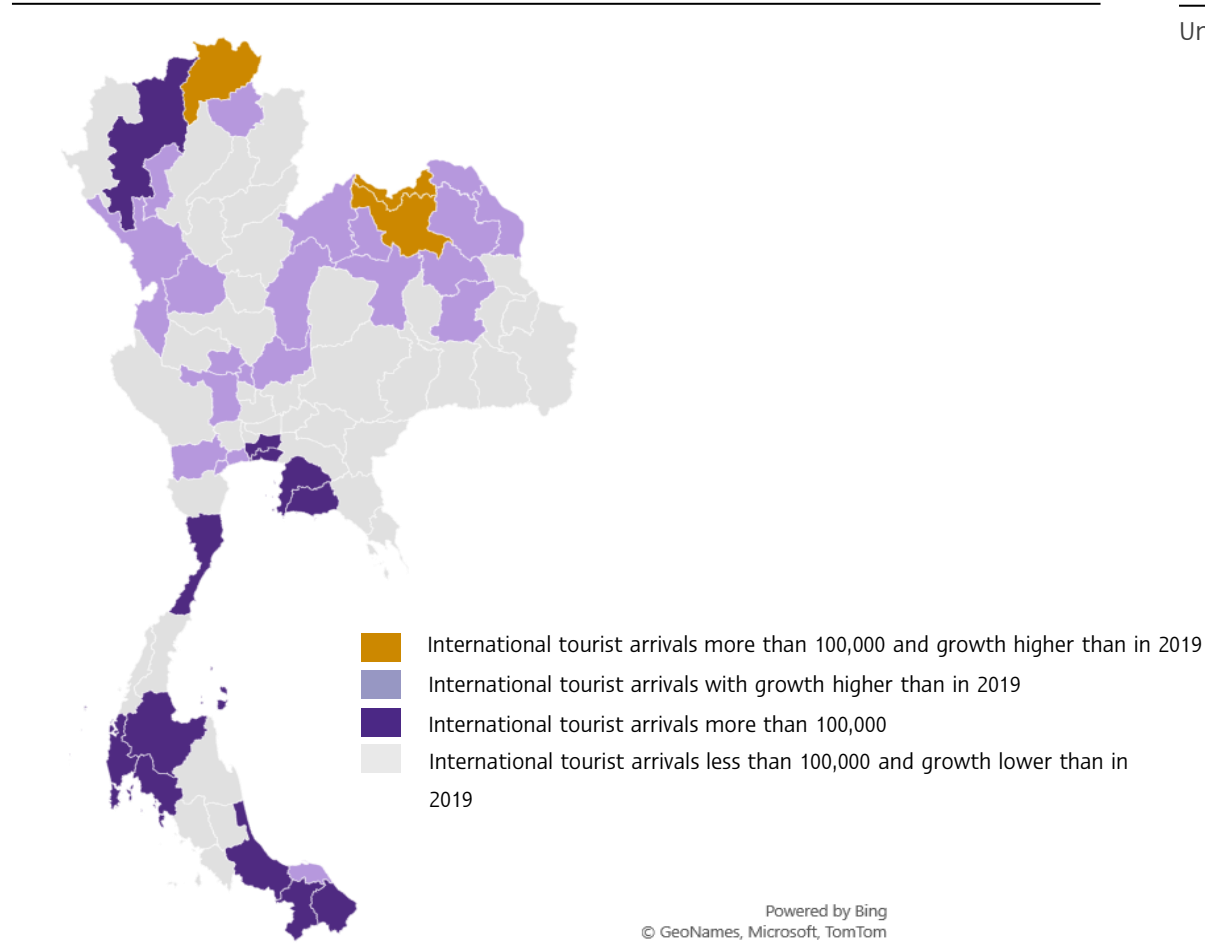 Ur
International tourist arrivals more than 100,000 and growth higher than in 2019
International tourist arrivals with growth higher than in 2019
International tourist arrivals more than 100,000
International tourist arrivals less than 100,000 and growth lower than in
2019
Powered by Bing
© GeoNames, Microsoft, TomTom